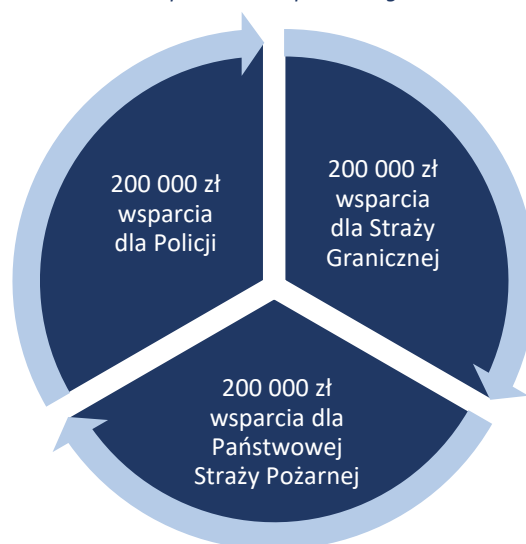 200 000 zł
wsparcia
dla Policji
200 000 zł
wsparcia
dla Straży
Granicznej
200 000 zł
wsparcia dla
Państwowej
Straży Pożarnej